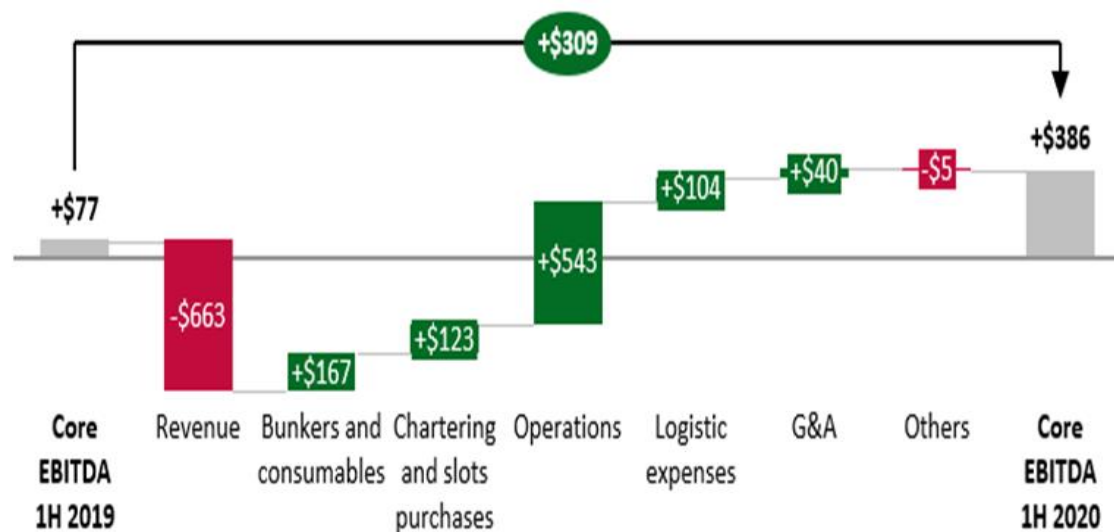 +$309
+$386
+$77
-$663
+$167
+$123
+$543
+$104
+$40
-$5
Core
EBITDA
1H 2019
Revenue
Bunkers and
consumables
Chartering
and slots
purchases
Operations
Logistic
expenses
G&A
Others
Core
EBITDA
1H 2020